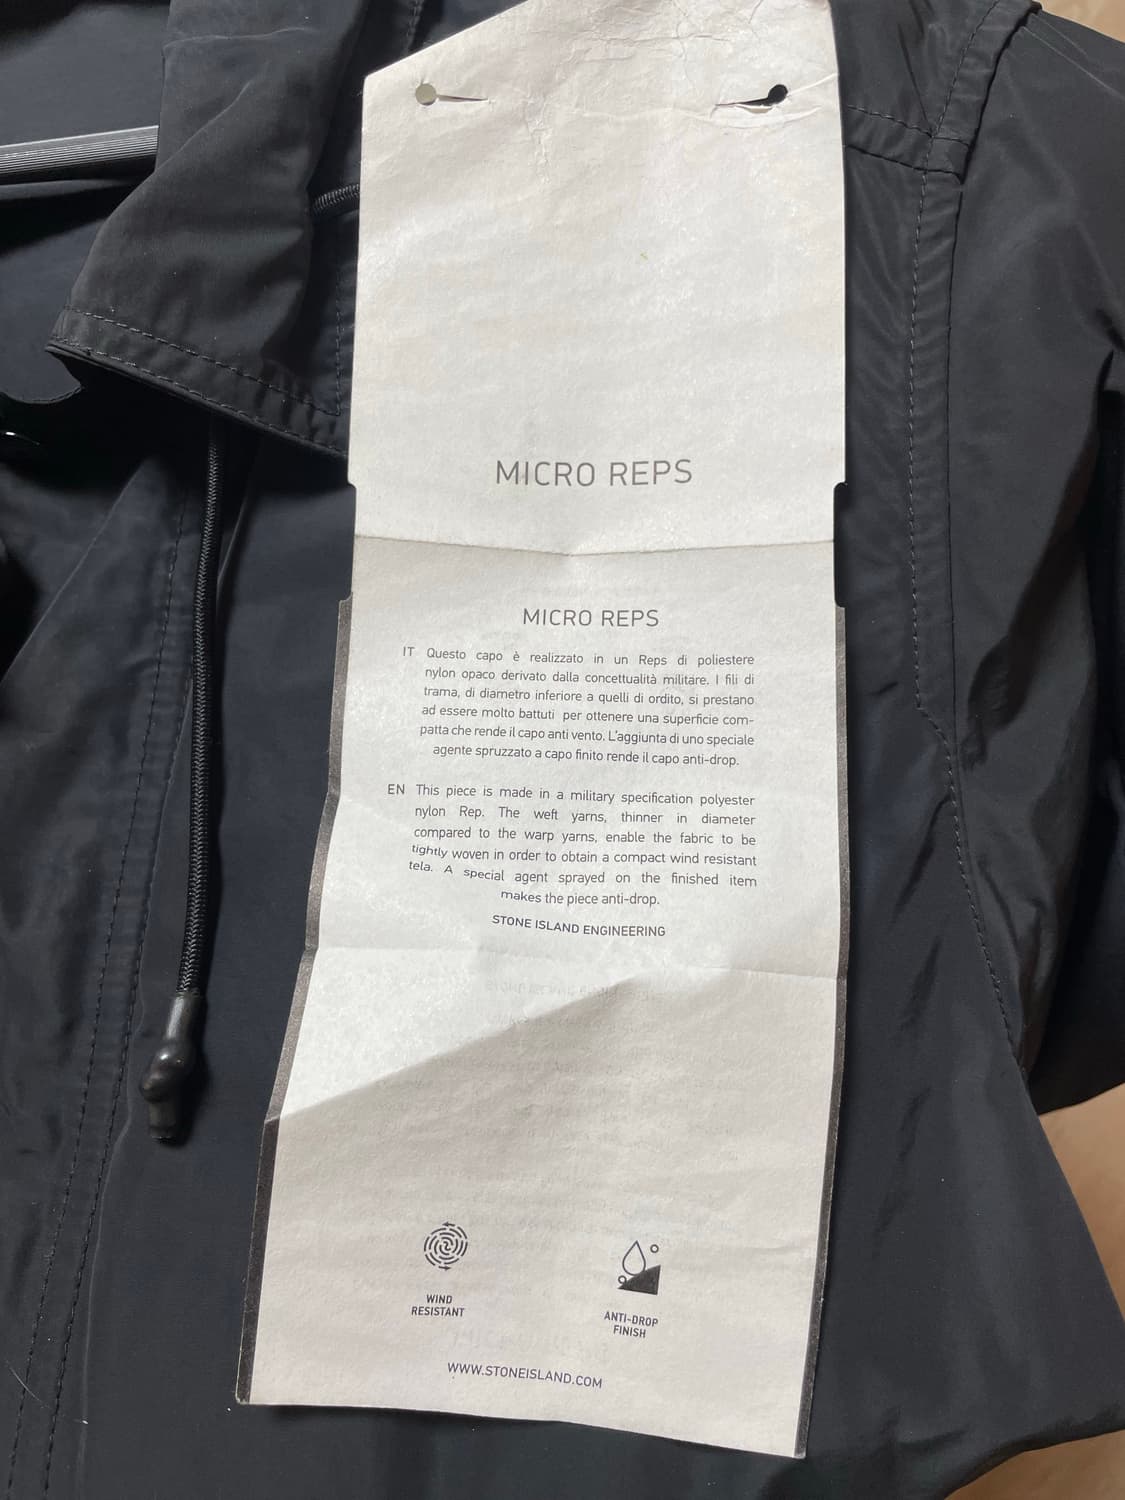 MICRO REPS
MICRO REPS
IT Questo capo è realizzato in un Reps di poliestere
nylon opaco derivato dalla concettualità militare. I fili di
trama, di diametro inferiore a quelli di ordito, si prestano
ad essere molto battuti per ottenere una superficie com-
patta che rende il capo anti vento. L'aggiunta di uno speciale
agente spruzzato a capo finito rende il capo anti-drop.
EN This piece is made in a military specification polyester
nylon Rep. The weft yarns, thinner in diameter
compared to the warp yarns, enable the fabric to be
tightly woven in order to obtain a compact wind resistant
tela. A special agent sprayed on the finished item
makes the piece anti-drop.
STONE ISLAND ENGINEERING
WIND
RESISTANT
ANTI-DROP
FINISH
WWW.STONEISLAND.COM